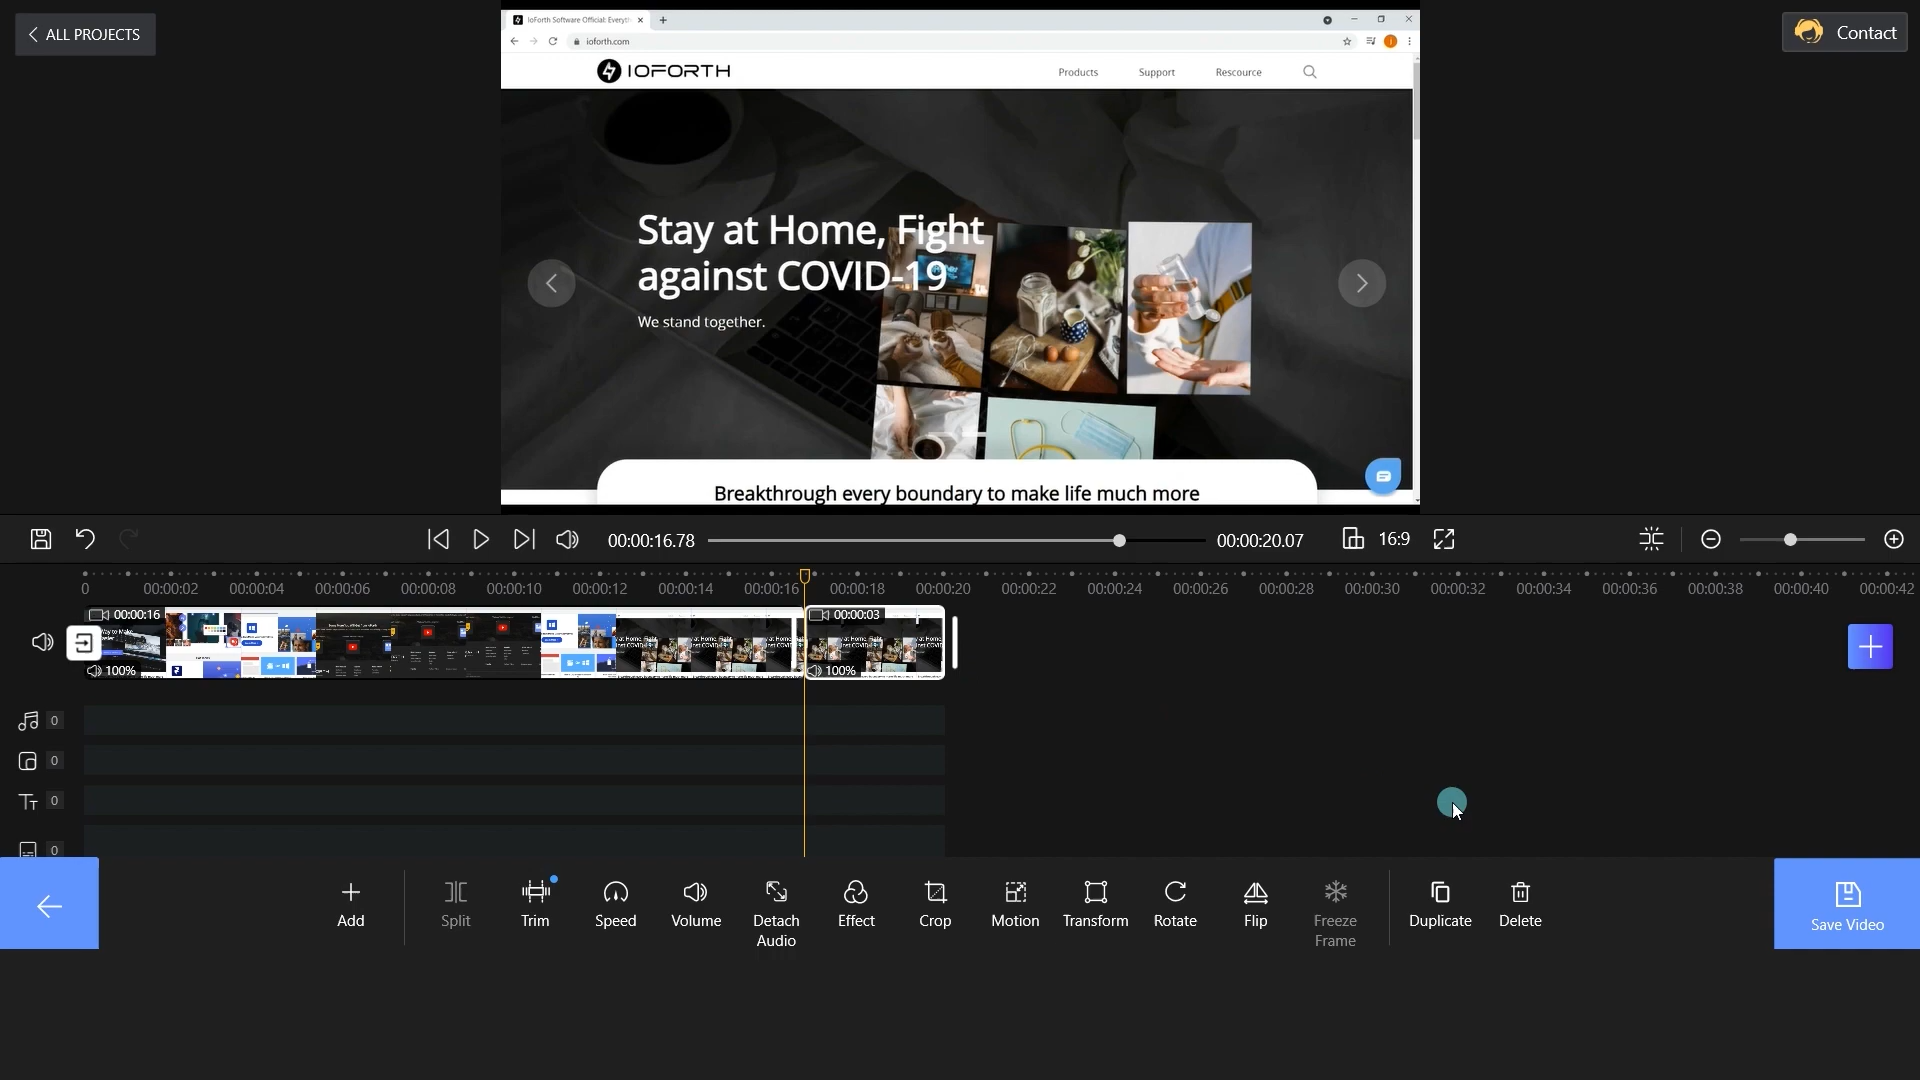 ALL PROJECTS
Contact
IoForth Software Official: Everyth
ioforth.com
IOFORTH
Products
Support
Rescource
Stay at Home, Fight
against COVID-19
We stand together.
Breakthrough every boundary to make life much more
00:00:16.78
00:00:20.07
16:9
0
00:00:02
00:00:04
00:00:06
00:00:08
00:00:10
00:00:12
00:00:14
00:00:16
00:00:18
00:00:20
00:00:22
00:00:24
00:00:26
00:00:28
00:00:30
00:00:32
00:00:34
00:00:36
00:00:38
00:00:40
00:00:42
00:00:16
100%
00:00:03
100%
0
0
0
0
Add
Split
Trim
Speed
Volume
Detach
Audio
Effect
Crop
Motion
Transform
Rotate
Flip
Freeze
Frame
Duplicate
Delete
Save Video